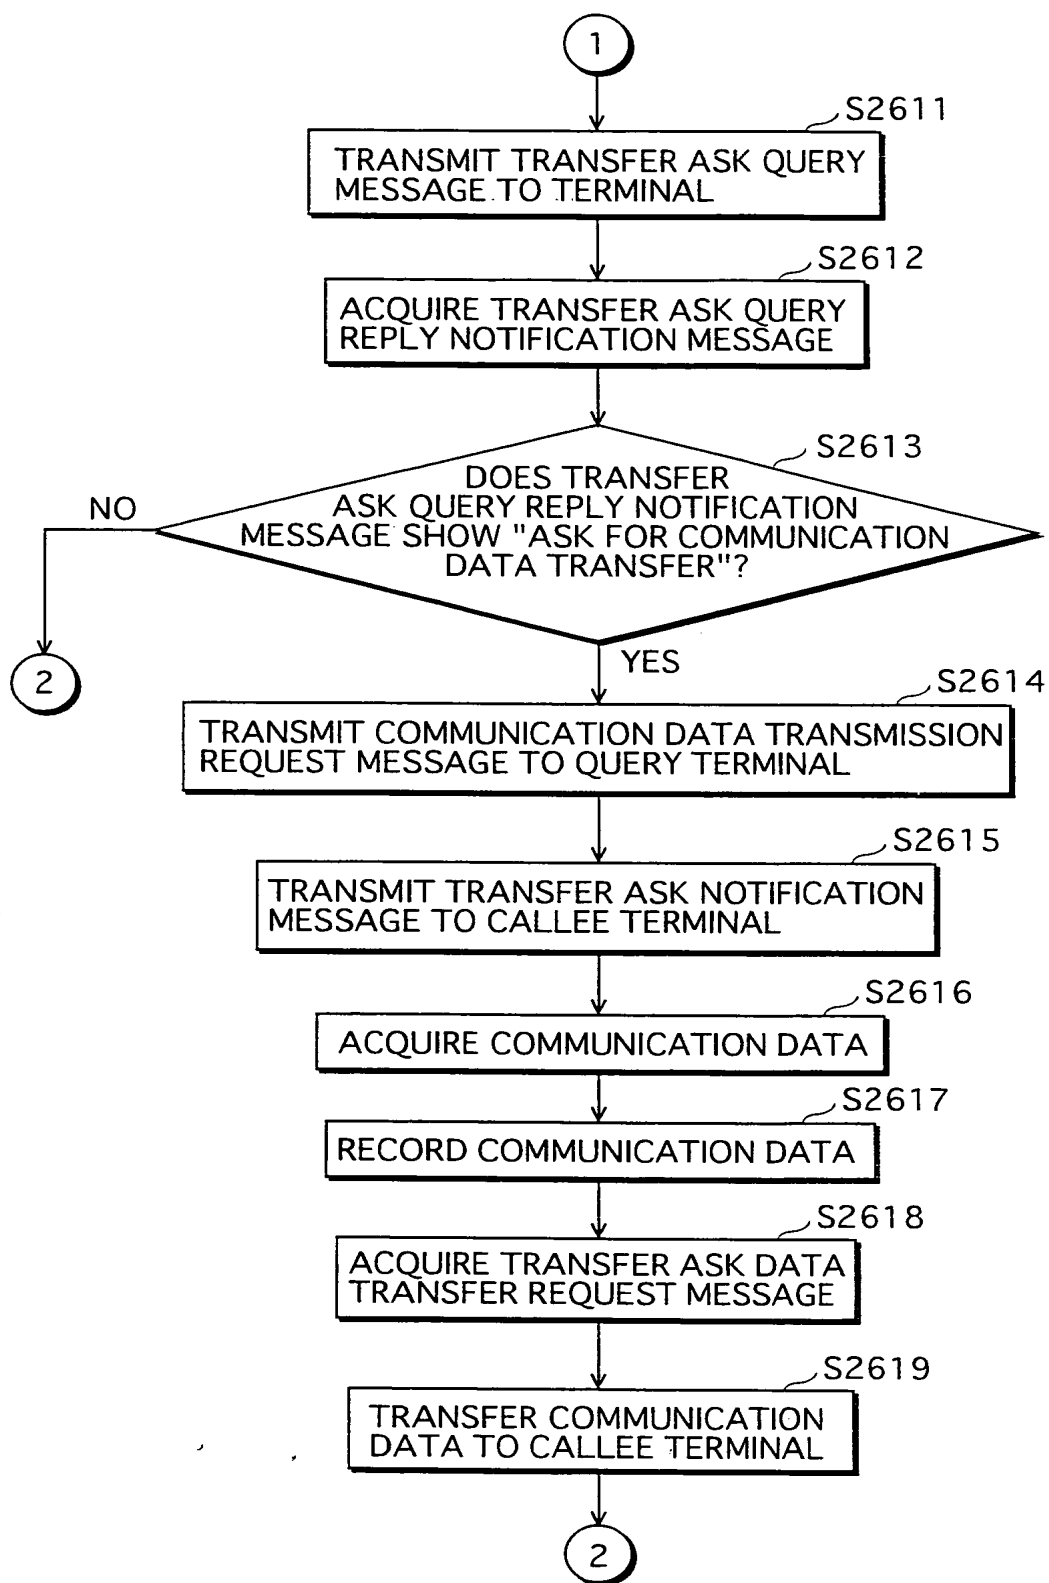 1
S2611
TRANSMIT TRANSFER ASK QUERY
MESSAGE TO TERMINAL
S2612
ACQUIRE TRANSFER ASK QUERY
REPLY NOTIFICATION MESSAGE
S2613
DOES TRANSFER
ASK QUERY REPLY NOTIFICATION
MESSAGE SHOW "ASK FOR COMMUNICATION
DATA TRANSFER"?
NO
2
YES
S2614
TRANSMIT COMMUNICATION DATA TRANSMISSION
REQUEST MESSAGE TO QUERY TERMINAL
S2615
TRANSMIT TRANSFER ASK NOTIFICATION
MESSAGE TO CALLEE TERMINAL
S2616
ACQUIRE COMMUNICATION DATA
S2617
RECORD COMMUNICATION DATA
S2618
ACQUIRE TRANSFER ASK DATA
TRANSFER REQUEST MESSAGE
S2619
TRANSFER COMMUNICATION
DATA TO CALLEE TERMINAL
2